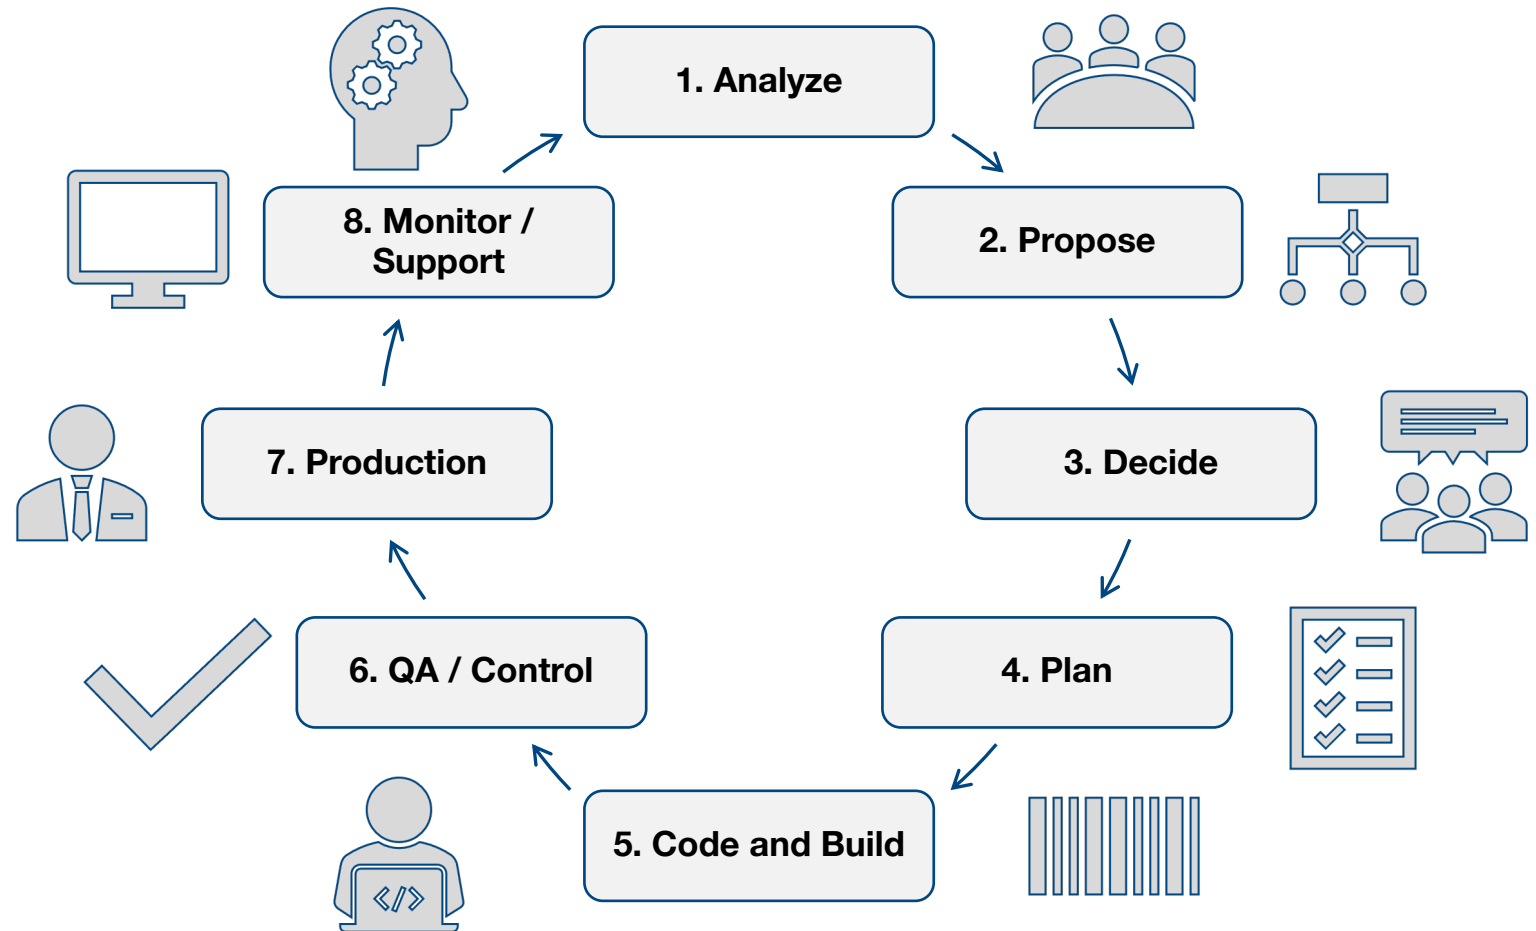 1. Analyze
2. Propose
3. Decide
4. Plan
5. Code and Build
6. QA / Control
7. Production
8. Monitor /
Support
</>